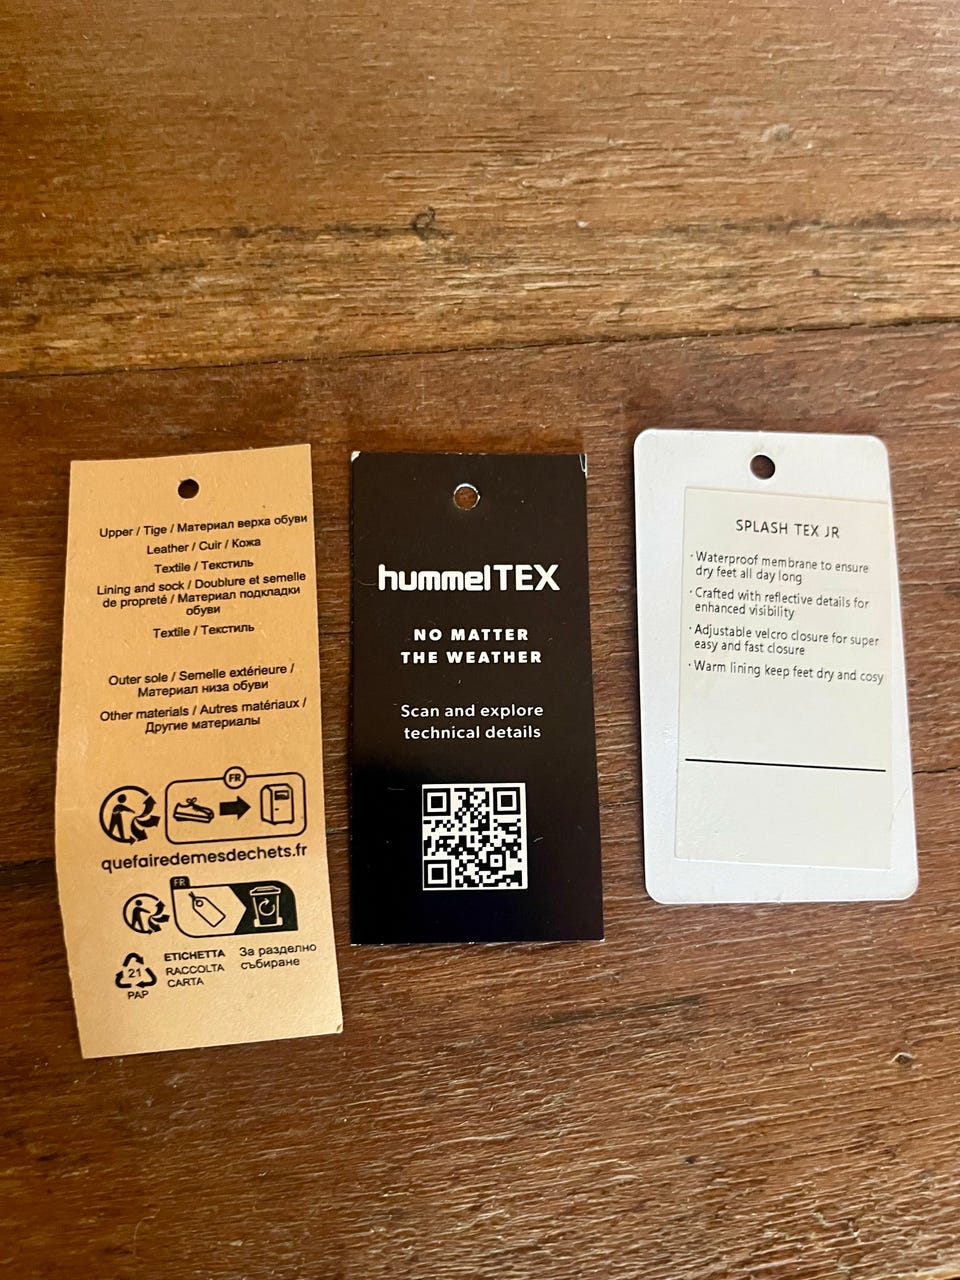 Upper / Tige / Материал верха обуви
Leather / Cuir / Кожа
Textile / Текстиль
Lining and sock / Doublure et semelle
de propreté / Материал подкладки
обуви
Textile / Текстиль
Outer sole / Semelle extérieure /
Материал низа обуви
Other materials / Autres matériaux /
Другие материалы
FR
quefairedemesdechets.fr
FR
21
PAP
ETICHETTA
RACCOLTA
CARTA
За разделно
събиране
hummelTEX
NO MATTER
THE WEATHER
Scan and explore
technical details
SPLASH TEX JR
· Waterproof membrane to ensure
dry feet all day long
· Crafted with reflective details for
enhanced visibility
· Adjustable velcro closure for super
easy and fast closure
· Warm lining keep feet dry and cosy